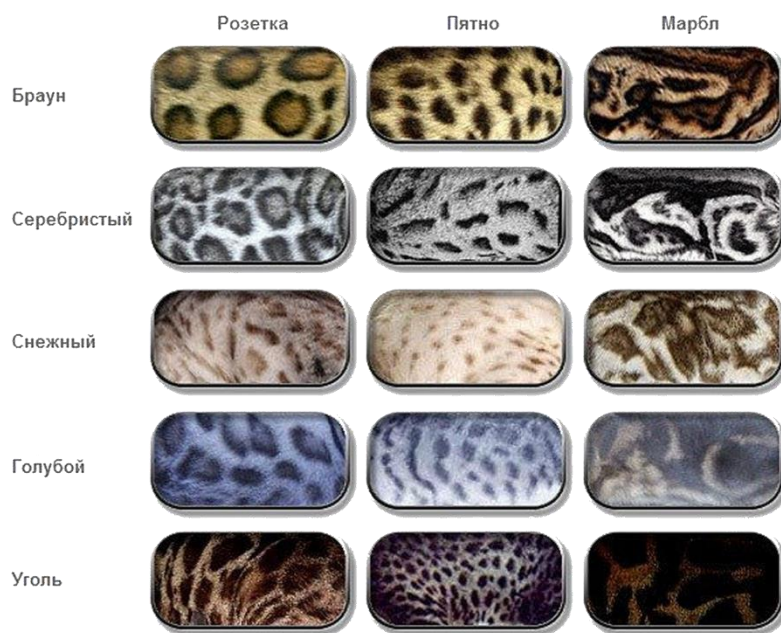 Розетка Пятно Марбл
Браун
Серебристый
Снежный
Голубой
Уголь